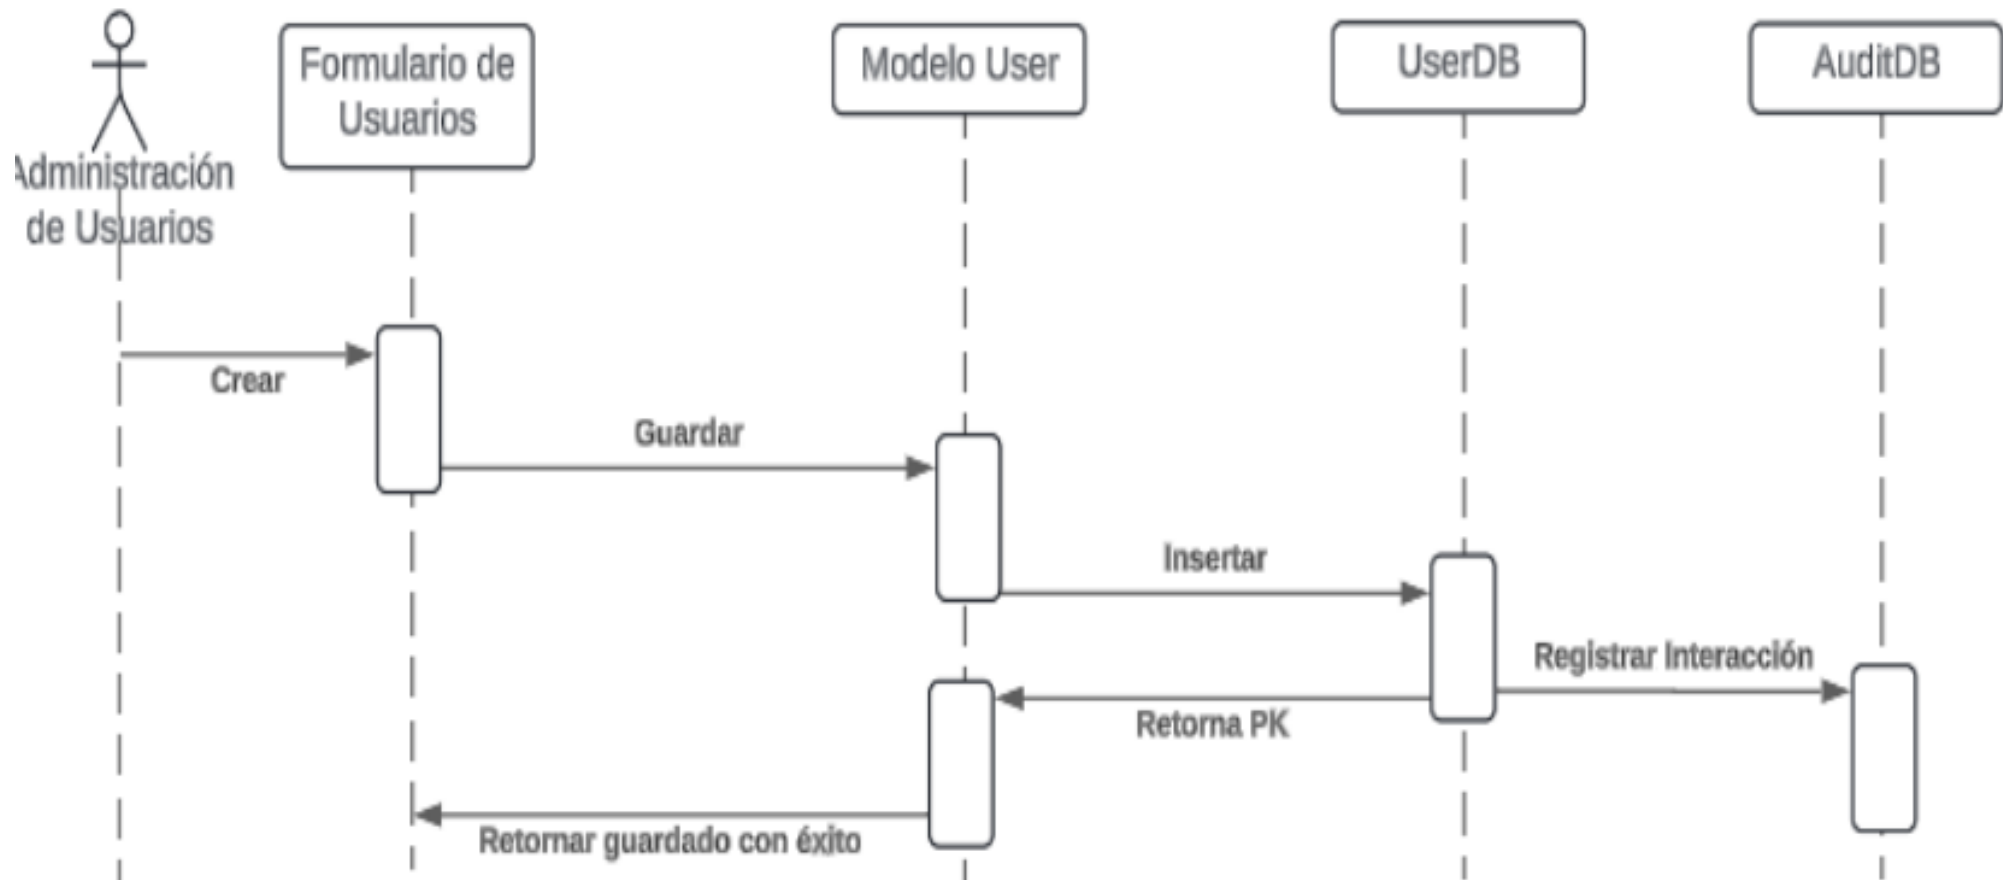 Formulario de
Usuarios
Modelo User
UserDB
AuditDB
Administración
de Usuarios
Crear
Guardar
Insertar
Registrar Interacción
Retorna PK
Retornar guardado con éxito